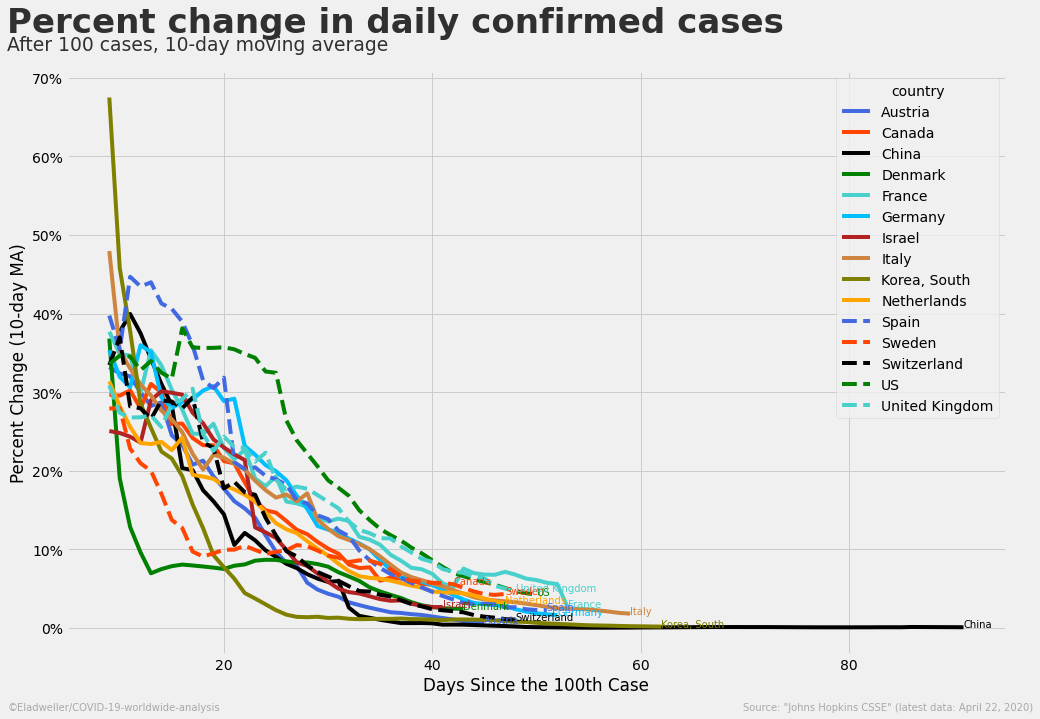 Percent change in daily confirmed cases
After 100 cases, 10-day moving average
Percent Change (10-day MA)
70%
60%
50%
40%
30%
20%
10%
0%
country
Austria
Canada
China
Denmark
France
Germany
Israel
Italy
Korea, South
Netherlands
Spain
Sweden
Switzerland
US
United Kingdom
Canada
United Kingdom
Sweden
US
Netherlands
Israel
Denmark
France
Spain
Germany
Italy
Switzerland
Austria
Korea, South
China
20
40
60
80
Days Since the 100th Case
©Eladweller/COVID-19-worldwide-analysis
Source: "Johns Hopkins CSSE" (latest data: April 22, 2020)